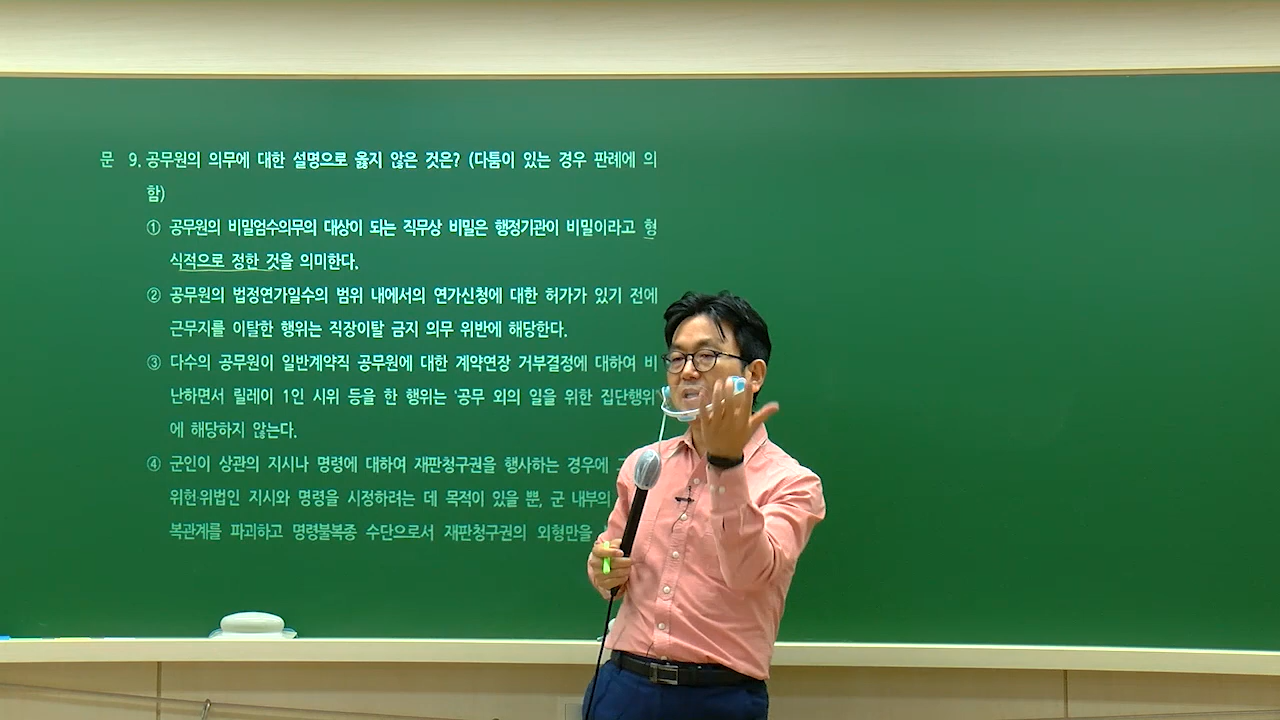 문 9. 공무원의 의무에 대한 설명으로 옳지 않은 것은? (다툼이 있는 경우 판례에 의
함)
① 공무원의 비밀엄수의무의 대상이 되는 직무상 비밀은 행정기관이 비밀이라고 형
식적으로 정한 것을 의미한다.
② 공무원의 법정연가일수의 범위 내에서의 연가신청에 대한 허가가 있기 전에
근무지를 이탈한 행위는 직장이탈 금지 의무 위반에 해당한다.
③ 다수의 공무원이 일반계약직 공무원에 대한 계약연장 거부결정에 대하여 비
난하면서 릴레이 1인 시위 등을 한 행위는 '공무 외의 일을 위한 집단행위'
에 해당하지 않는다.
④ 군인이 상관의 지시나 명령에 대하여 재판청구권을 행사하는 경우에
위헌·위법인 지시와 명령을 시정하려는 데 목적이 있을 뿐, 군 내부의
복관계를 파괴하고 명령불복종 수단으로서 재판청구권의 외형만을